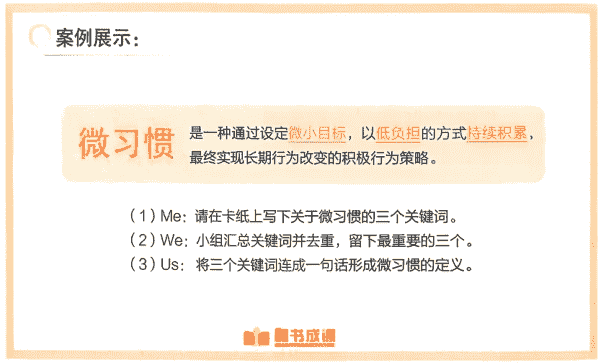 案例展示：
微习惯
是一种通过设定微小目标，以低负担的方式持续积累，
最终实现长期行为改变的积极行为策略。
（1）Me：请在卡纸上写下关于微习惯的三个关键词。
（2）We：小组汇总关键词并去重，留下最重要的三个。
（3）Us：将三个关键词连成一句话形成微习惯的定义。
书成课